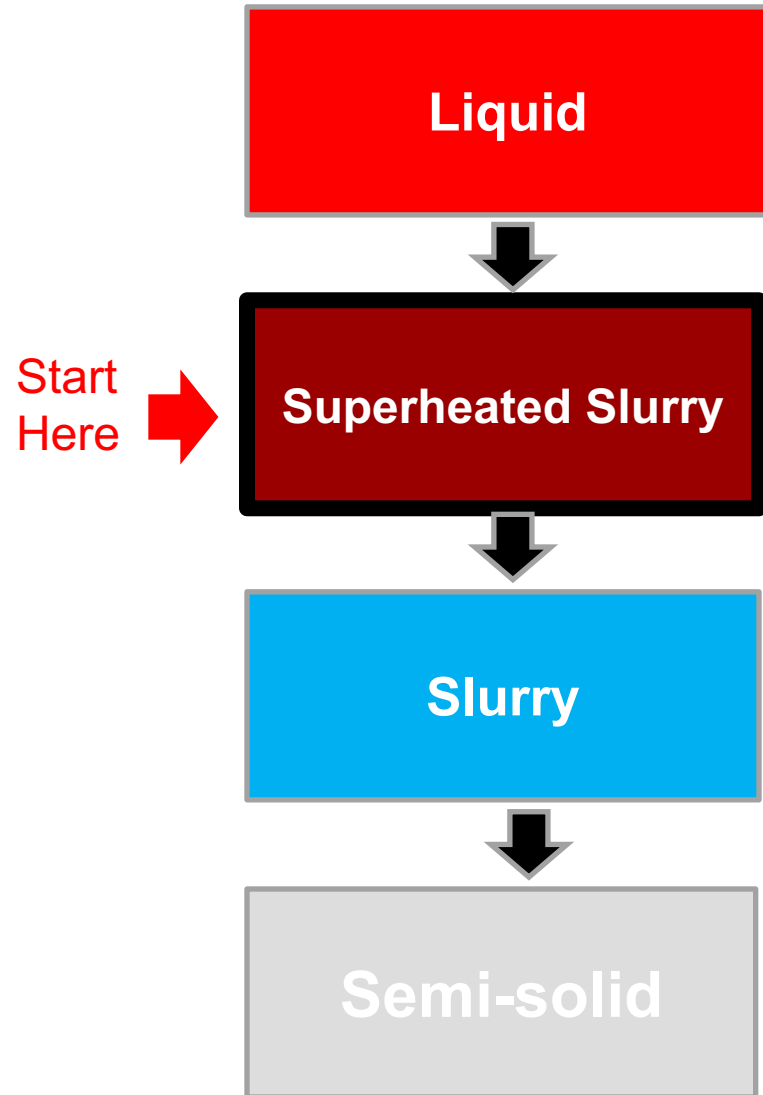 Liquid
Start
Here
Superheated Slurry
Slurry
Semi-solid